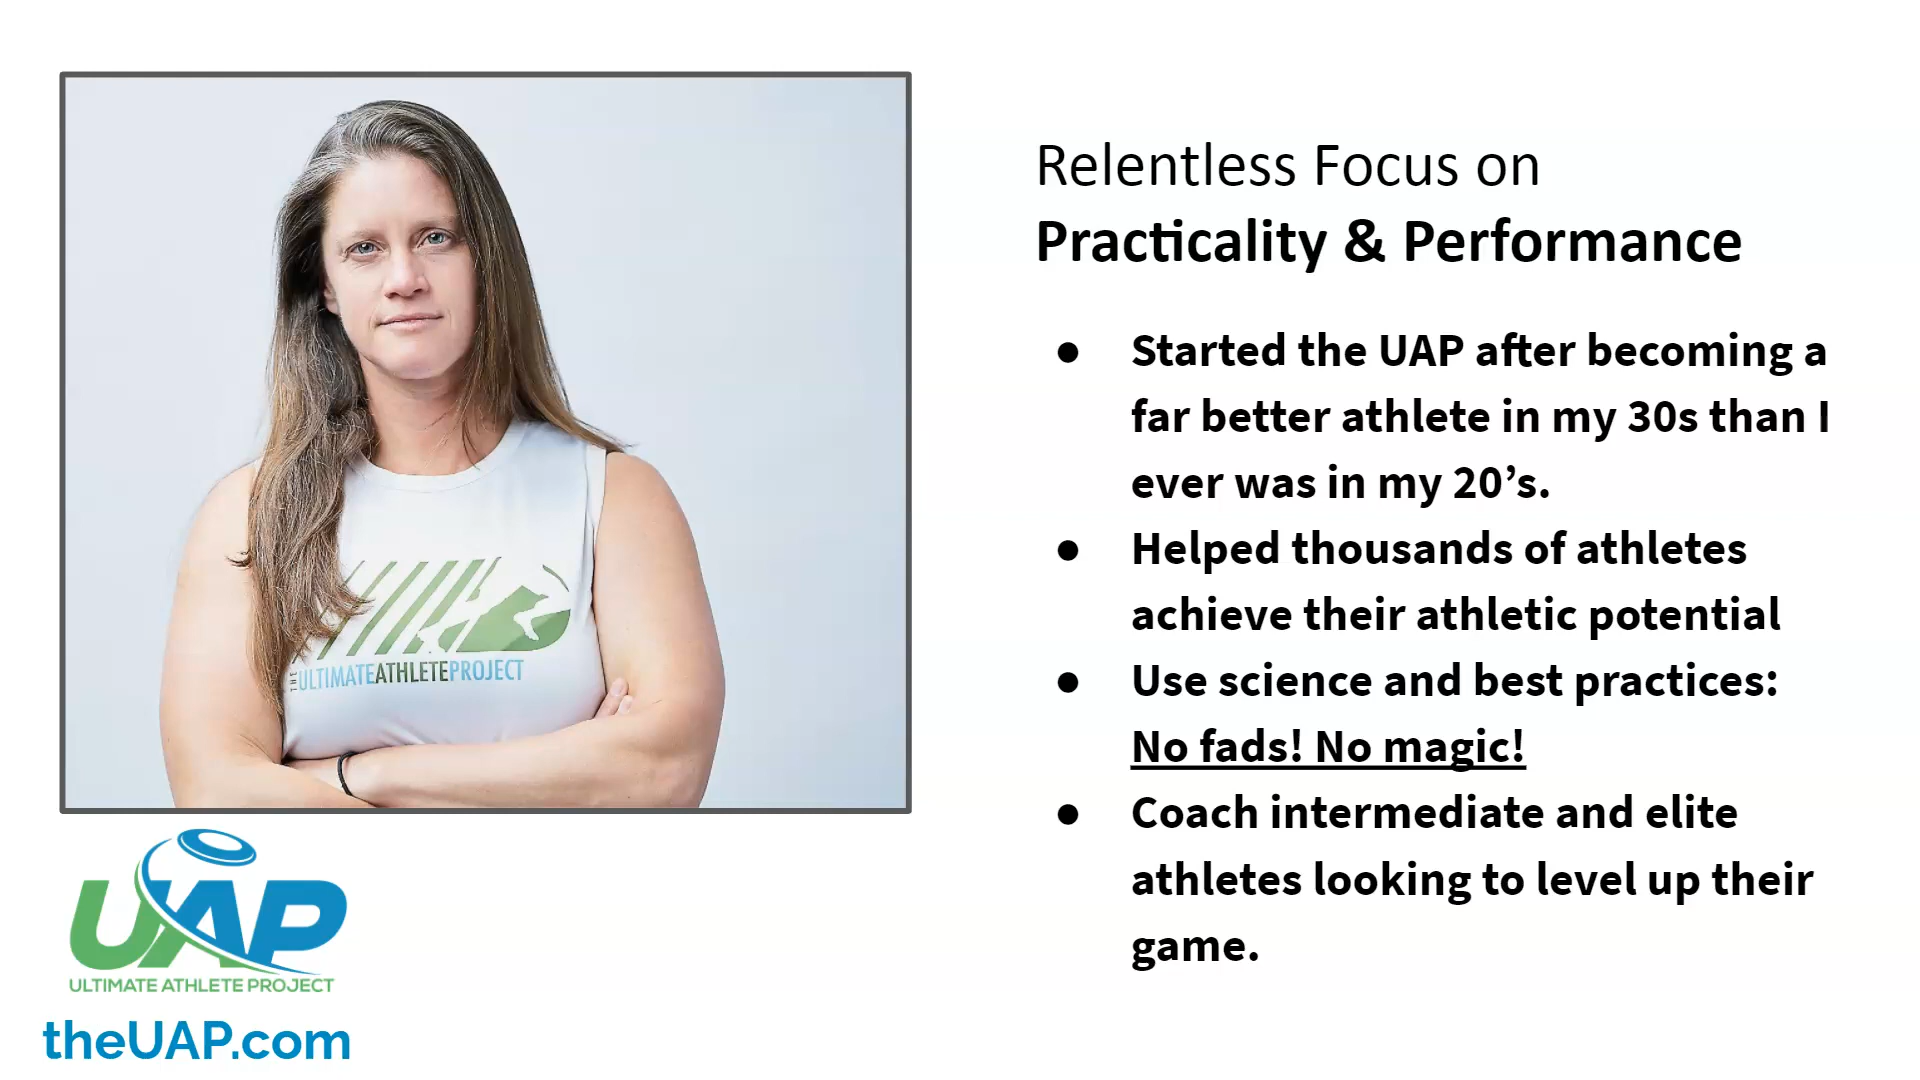 Relentless Focus on
Practicality & Performance
● Started the UAP after becoming a
far better athlete in my 30s than I
ever was in my 20’s.
● Helped thousands of athletes
achieve their athletic potential
● Use science and best practices:
No fads! No magic!
● Coach intermediate and elite
athletes looking to level up their
game.
THE ULTIMATEATHLETEPROJECT
UAP
ULTIMATE ATHLETE PROJECT
theUAP.com